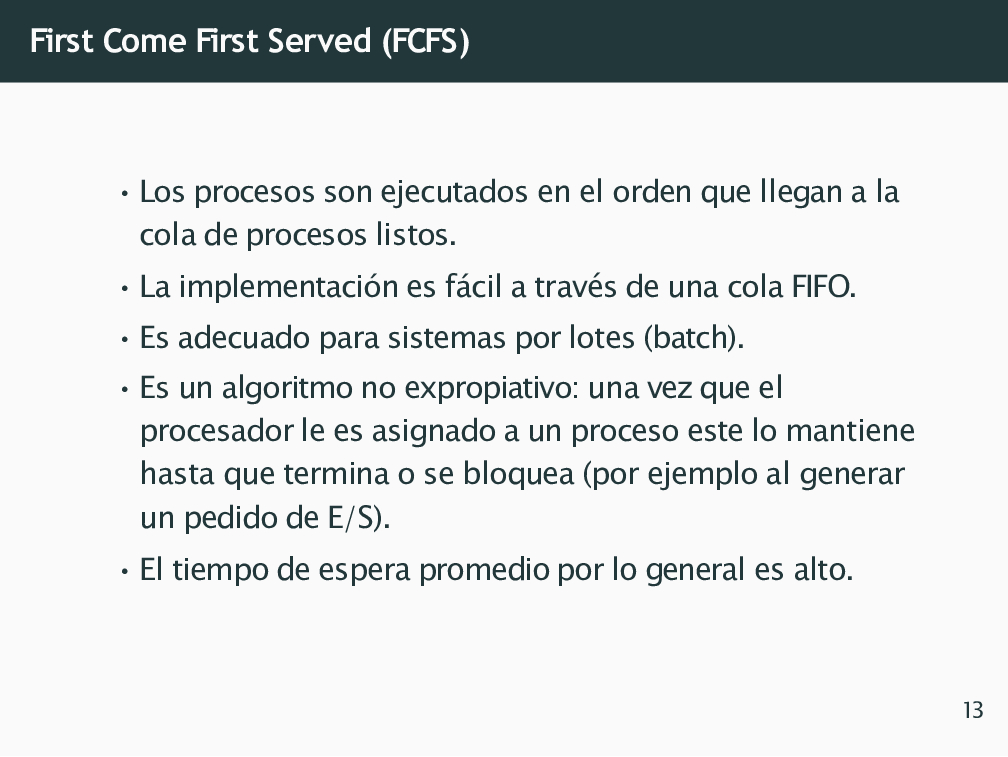 First Come First Served (FCFS)
• Los procesos son ejecutados en el orden que llegan a la
cola de procesos listos.
• La implementación es fácil a través de una cola FIFO.
• Es adecuado para sistemas por lotes (batch).
• Es un algoritmo no expropiativo: una vez que el
procesador le es asignado a un proceso este lo mantiene
hasta que termina o se bloquea (por ejemplo al generar
un pedido de E/S).
• El tiempo de espera promedio por lo general es alto.
13